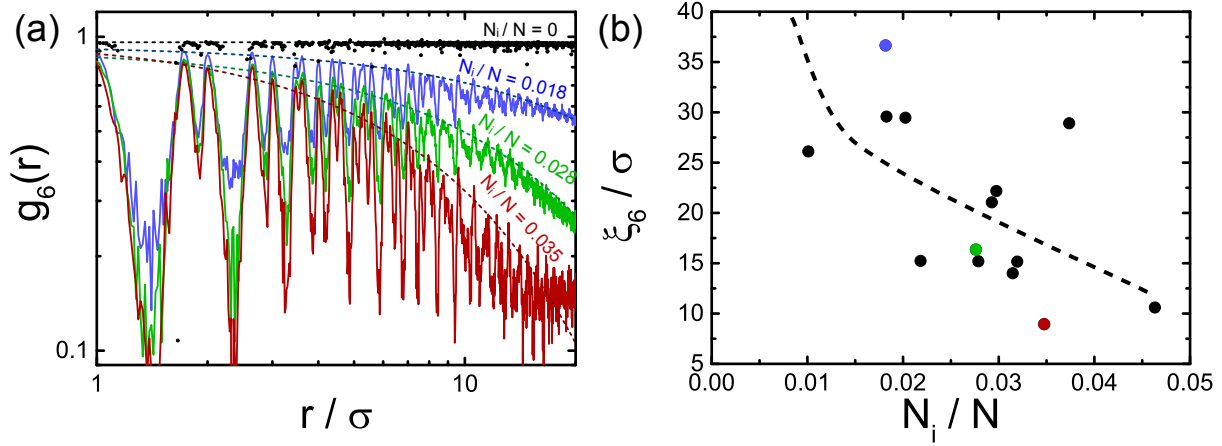 (a)
g₆(r)
1
0.1
Nᵢ / N = 0
Nᵢ / N = 0.018
Nᵢ / N = 0.028
Nᵢ / N = 0.035
1
10
r / σ
(b)
ξ₆ / σ
40
35
30
25
20
15
10
5
0.00
0.01
0.02
0.03
0.04
0.05
Nᵢ / N